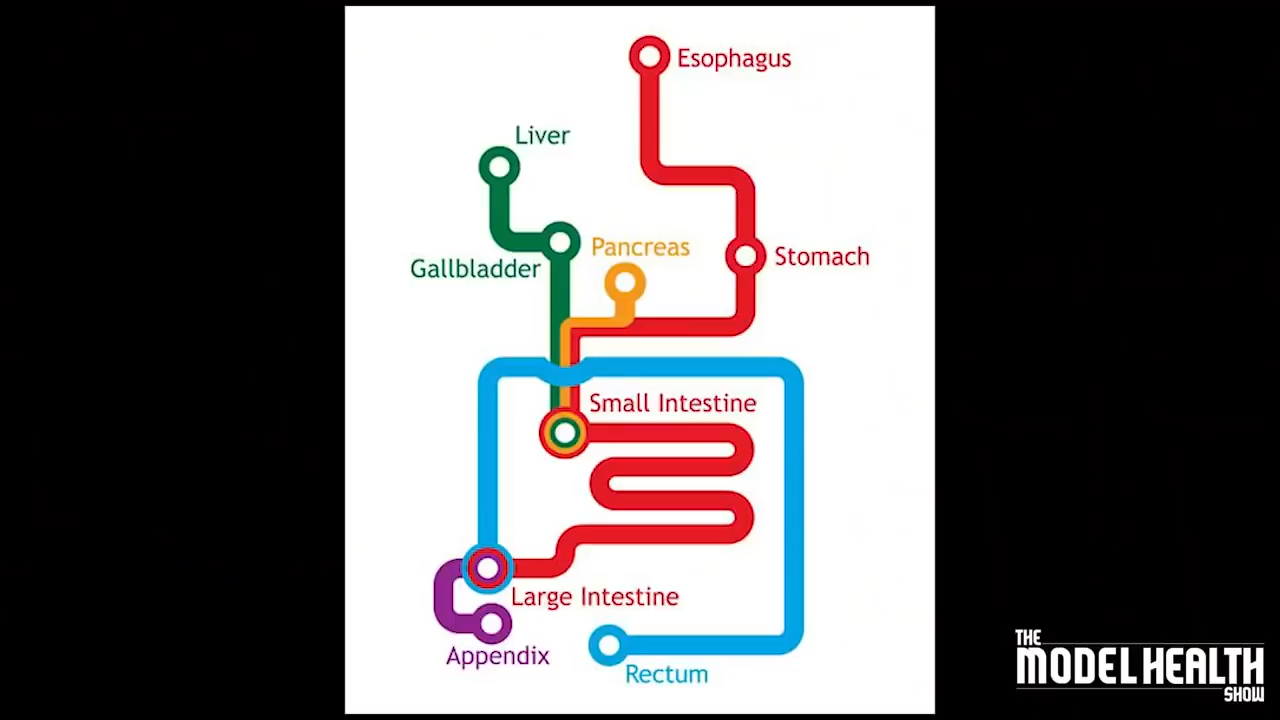 Esophagus
Liver
Pancreas
Stomach
Gallbladder
Small Intestine
Large Intestine
Appendix
Rectum
THE
MODEL HEALTH
SHOW